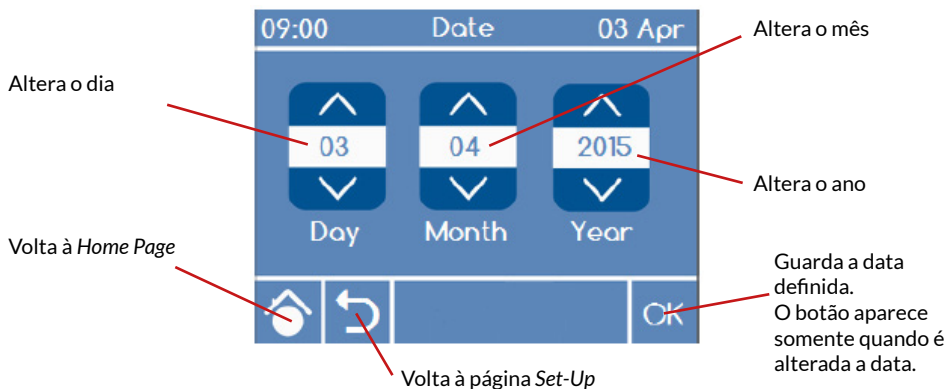 09:00 Date 03 Apr
Altera o mês
Altera o dia
03 04 2015
Altera o ano
Day Month Year
Volta à Home Page
Guarda a data
definida.
O botão aparece
somente quando é
alterada a data.
OK
Volta à página Set-Up